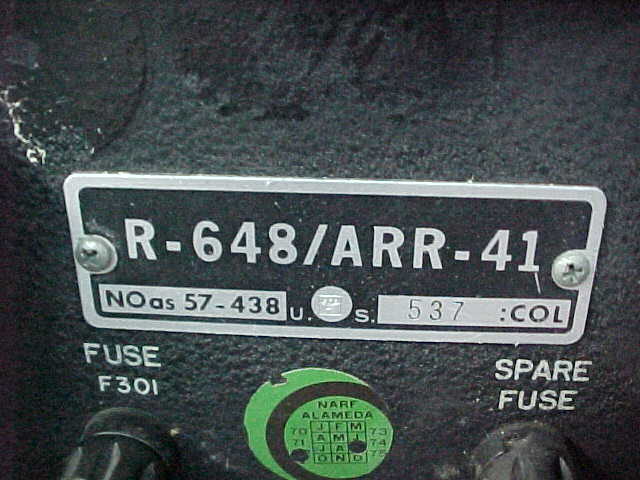 R-648/ARR-41
NOas 57-438 U. S. 537 :COL
FUSE
F301
SPARE
FUSE
NARF
ALAMEDA
70 J F M 73
71 A M J 74
J A 75
O N D